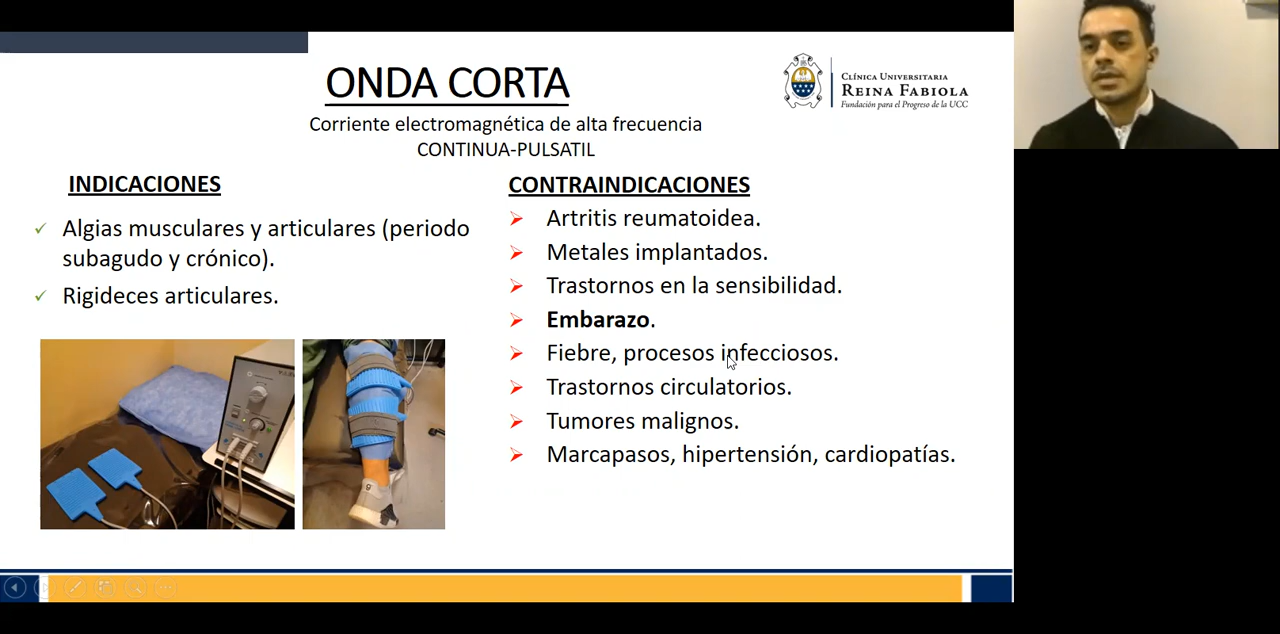 ONDA CORTA
Corriente electromagnética de alta frecuencia
CONTINUA-PULSATIL
CLÍNICA UNIVERSITARIA
REINA FABIOLA
Fundación para el Progreso de la UCC
INDICACIONES
Algias musculares y articulares (periodo
subagudo y crónico).
Rigideces articulares.
CONTRAINDICACIONES
Artritis reumatoidea.
Metales implantados.
Trastornos en la sensibilidad.
Embarazo.
Fiebre, procesos infecciosos.
Trastornos circulatorios.
Tumores malignos.
Marcapasos, hipertensión, cardiopatías.